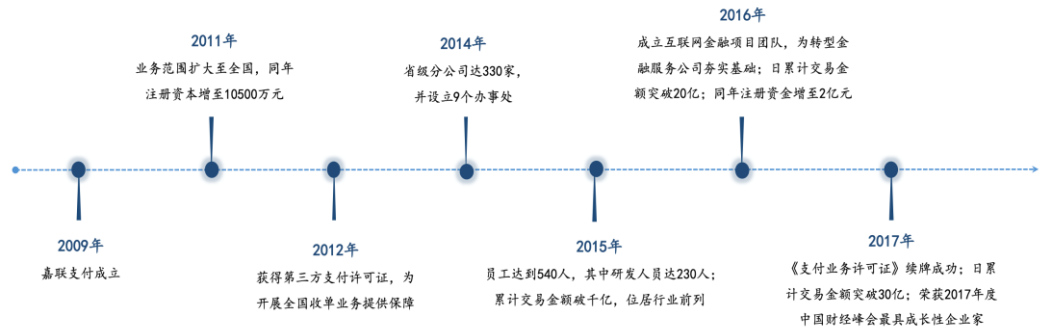 2009年
嘉联支付成立
2011年
业务范围扩大至全国，同年
注册资本增至10500万元
2012年
获得第三方支付许可证，为
开展全国收单业务提供保障
2014年
省级分公司达330家，
并设立9个办事处
2015年
员工达到540人，其中研发人员达230人；
累计交易金额破千亿，位居行业前列
2016年
成立互联网金融项目团队，为转型金
融服务公司夯实基础；日累计交易金
额突破20亿；同年注册资金增至2亿元
2017年
《支付业务许可证》续牌成功；日累
计交易金额突破30亿；荣获2017年度
中国财经峰会最具成长性企业家